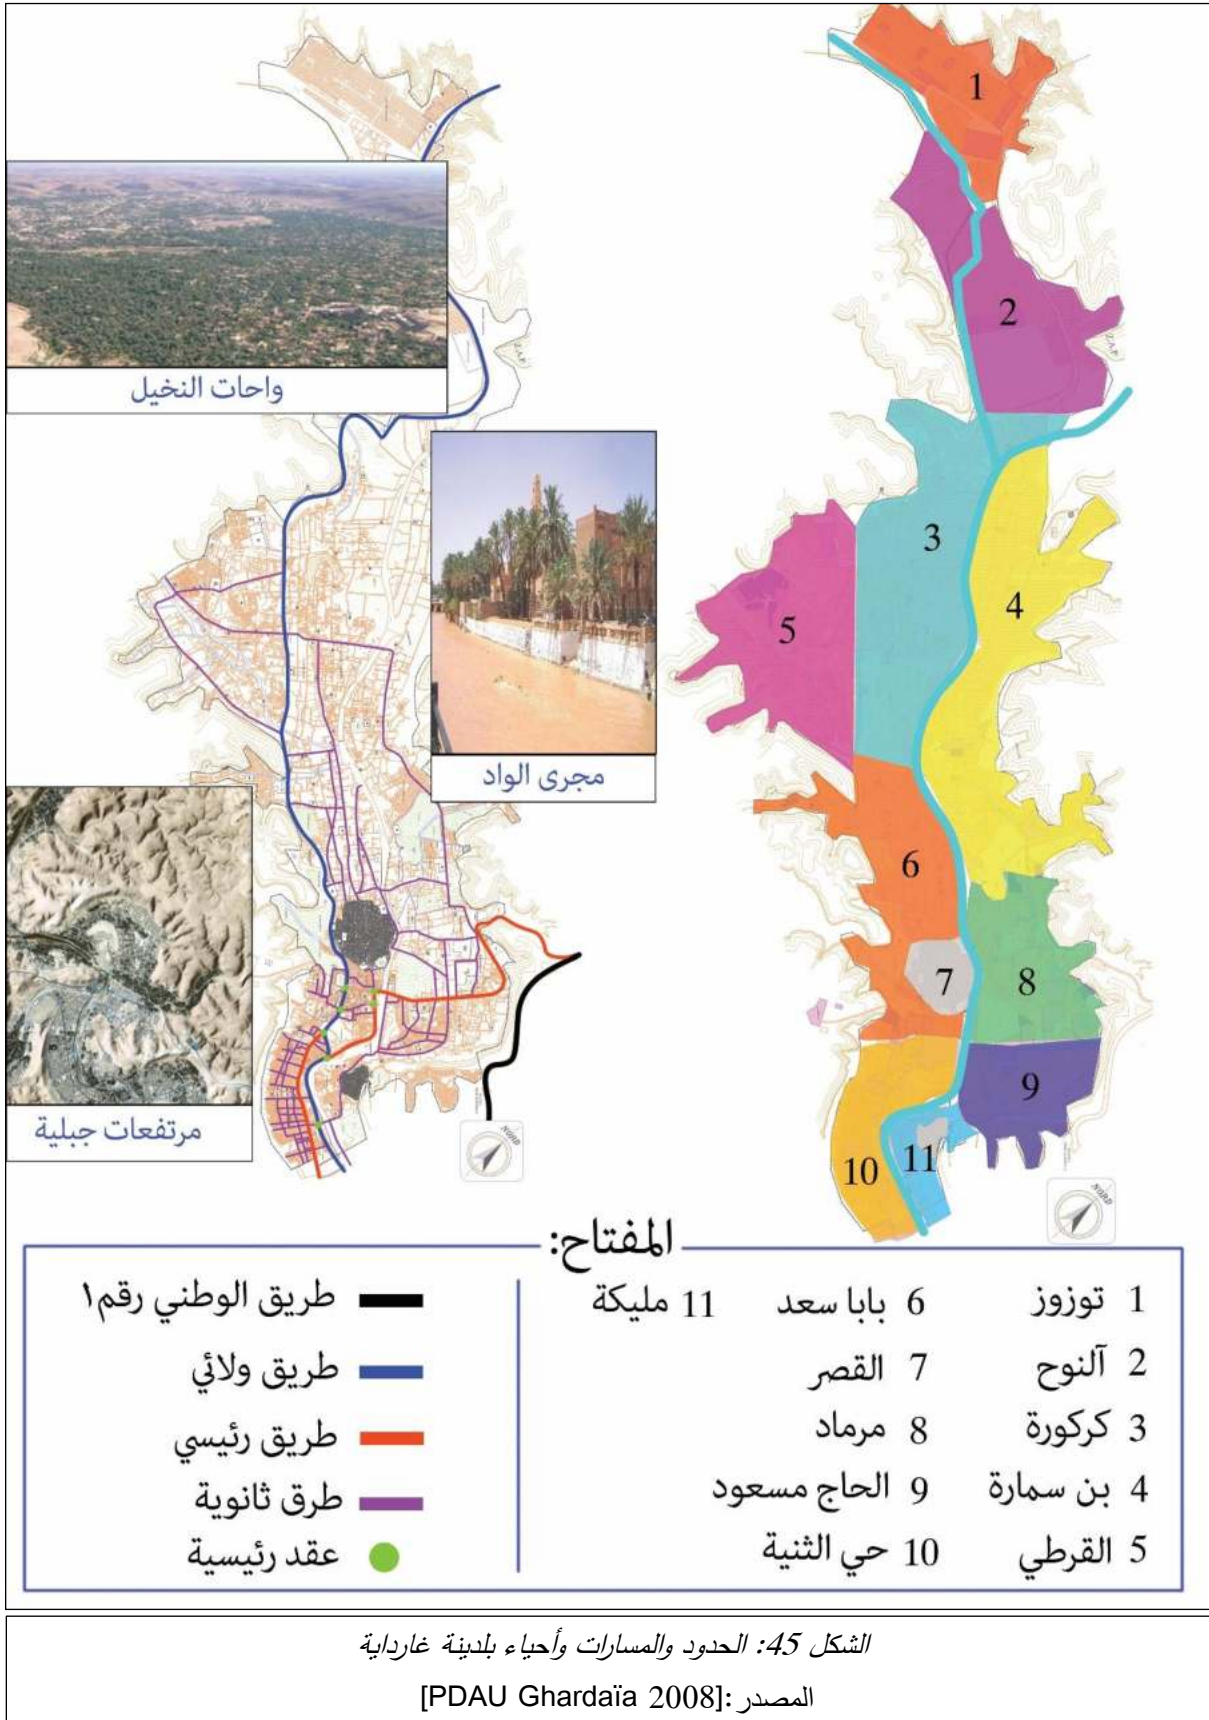 1
2
Z.A.P
3
4
5
6
7
8
9
10
11
NORD
NORD
واحات النخيل
مجرى الواد
مرتفعات جبلية
المفتاح:
1 توزوز
2 آلنوح
3 كركورة
4 بن سمارة
5 القرطي
6 بابا سعد
7 القصر
8 مرماد
9 الحاج مسعود
10 حي الثنية
11 مليكة
طريق الوطني رقم١
طريق ولائي
طريق رئيسي
طرق ثانوية
عقد رئيسية
الشكل 45: الحدود والمسارات وأحياء بلدينة غارداية
المصدر:[PDAU Ghardaïa 2008]